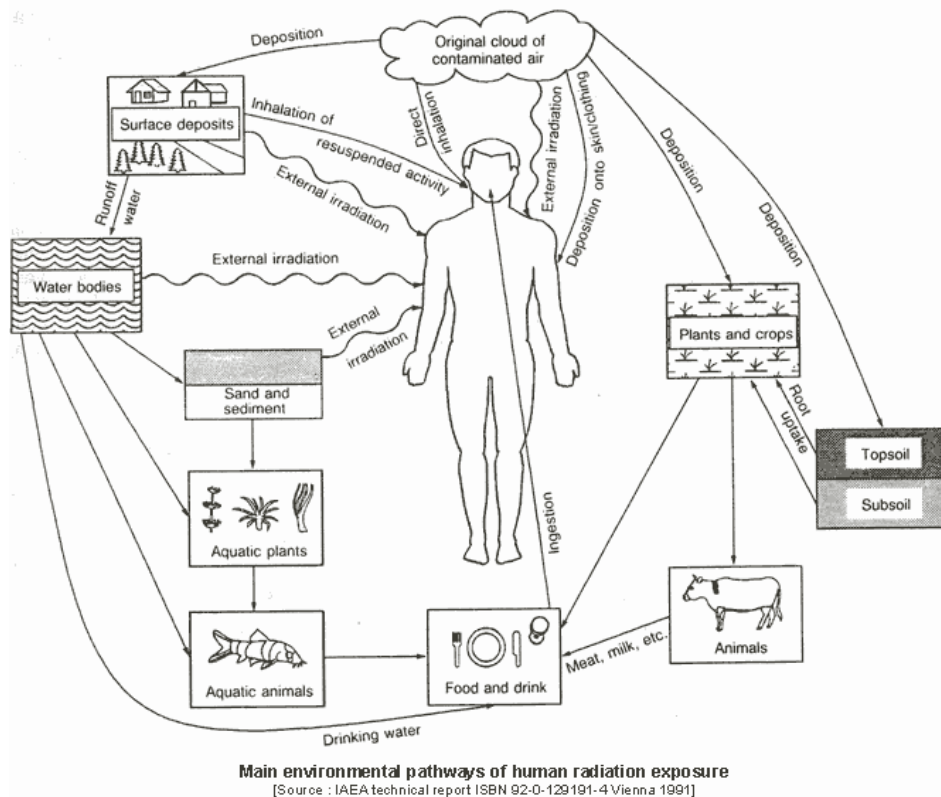 Deposition
Original cloud of
contaminated air
Surface deposits
Inhalation of
resuspended activity
Direct
inhalation
External irradiation
Deposition onto skin/clothing
Deposition
Deposition
External irradiation
Runoff
water
Water bodies
External irradiation
External
irradiation
Sand and
sediment
Plants and crops
Root
uptake
Topsoil
Subsoil
Aquatic plants
Ingestion
Aquatic animals
Food and drink
Meat, milk, etc.
Animals
Drinking water
Main environmental pathways of human radiation exposure
[Source : IAEA technical report ISBN 92-0-129191-4 Vienna 1991]